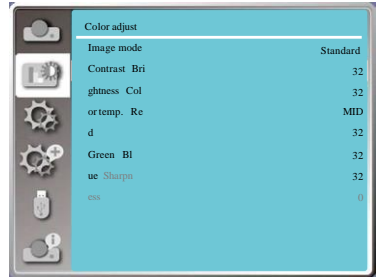 Color adjust
Image mode Standard
Contrast Bri 32
ghtness Col 32
or temp. Re MID
d 32
Green Bl 32
ue Sharpn 32
ess 0